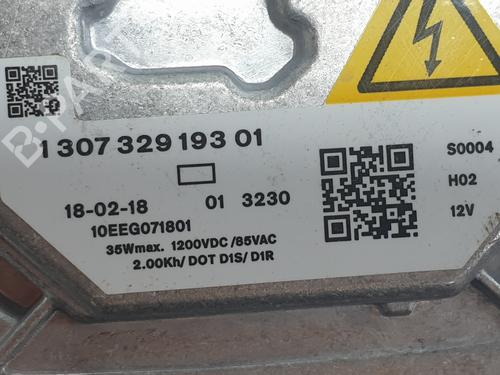 1 307 329 193 01
S0004
18-02-18 01 3230
H02
10EEG071801
12V
35Wmax. 1200VDC /85VAC
2.00Kh/ DOT D1S/ D1R
B-PARTS